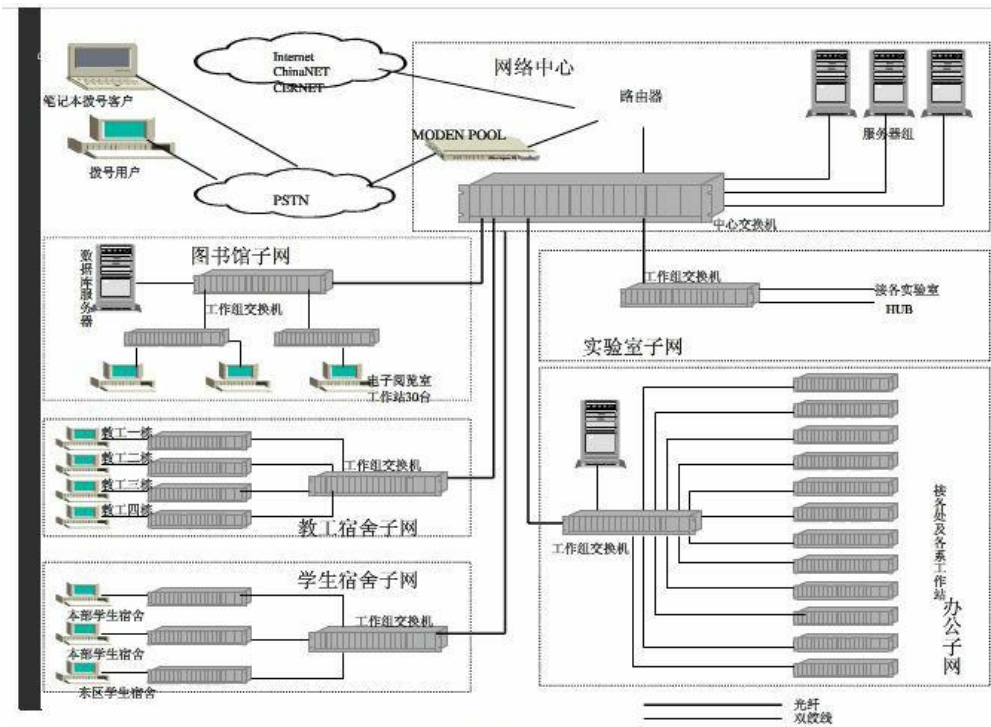 Internet
ChinaNET
CERNET
网络中心
路由器
笔记本拨号客户
MODEN POOL
服务器组
拨号用户
PSTN
中心交换机
图书馆子网
数据库服务器
工作组交换机
电子阅览室
工作站30台
工作组交换机
接各实验室
HUB
实验室子网
教工一栋
教工二栋
教工三栋
教工四栋
工作组交换机
教工宿舍子网
工作组交换机
接各处及各系工作站
办公子网
学生宿舍子网
本部学生宿舍
工作组交换机
本部学生宿舍
东区学生宿舍
光纤
双绞线